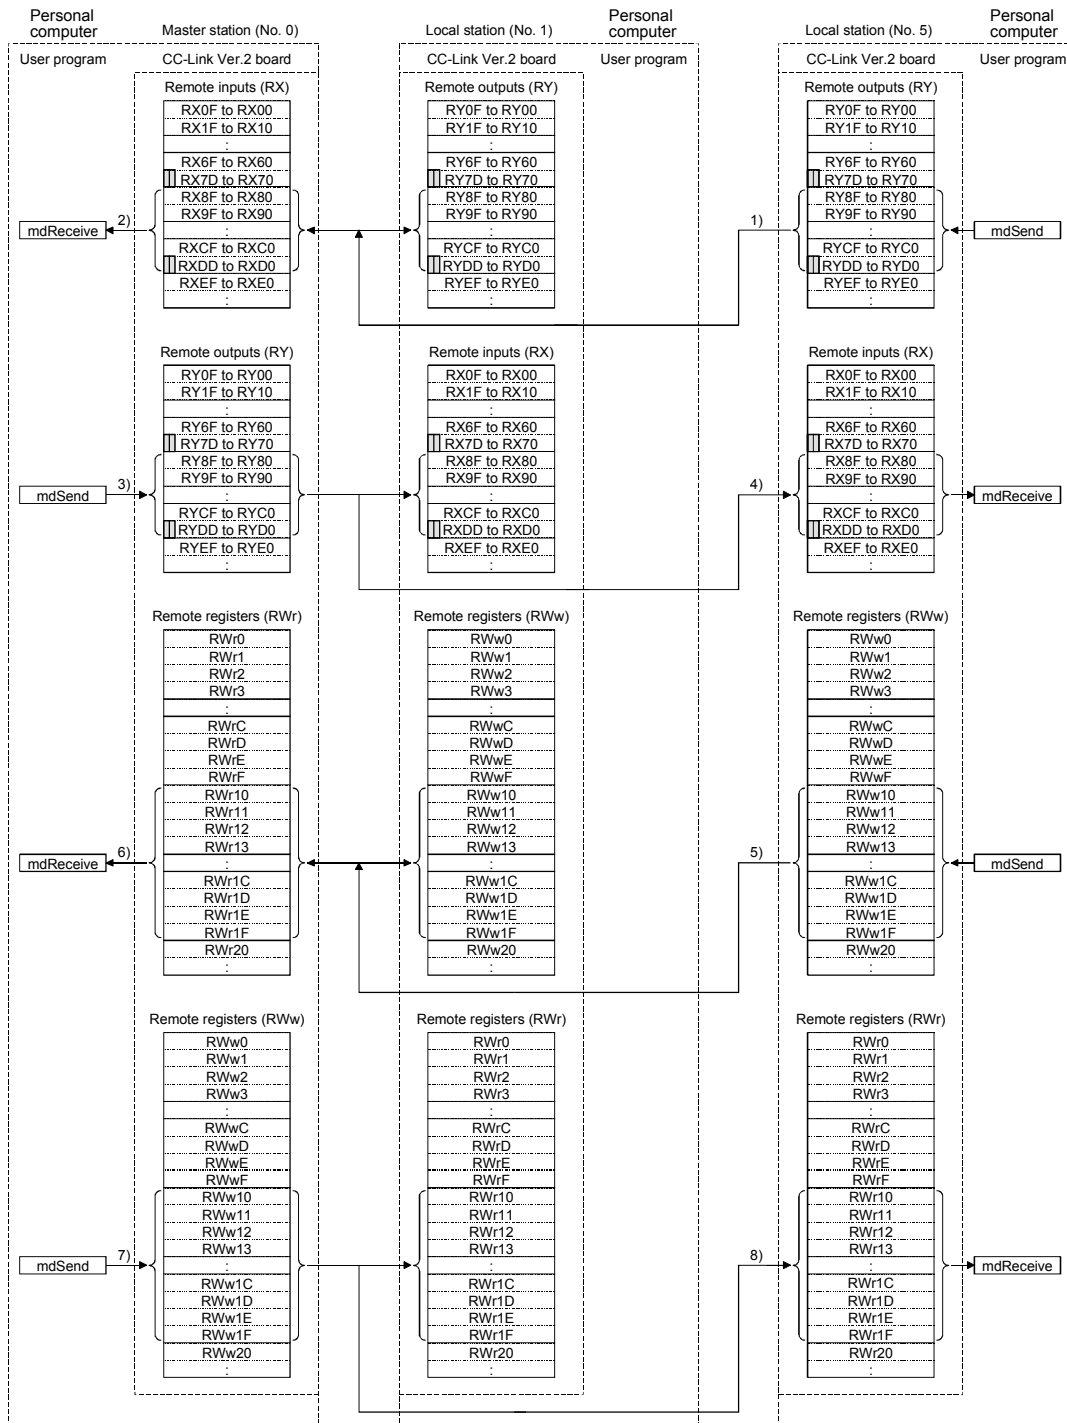 Personal computer
Master station (No. 0)
Local station (No. 1)
Personal computer
Local station (No. 5)
Personal computer
User program
CC-Link Ver.2 board
CC-Link Ver.2 board
User program
CC-Link Ver.2 board
User program
Remote inputs (RX)
RX0F to RX00
RX1F to RX10
:
RX6F to RX60
RX7D to RX70
RX8F to RX80
RX9F to RX90
:
RXCF to RXC0
RXDD to RXD0
RXEF to RXE0
:
Remote outputs (RY)
RY0F to RY00
RY1F to RY10
:
RY6F to RY60
RY7D to RY70
RY8F to RY80
RY9F to RY90
:
RYCF to RYC0
RYDD to RYD0
RYEF to RYE0
:
Remote outputs (RY)
RY0F to RY00
RY1F to RY10
:
RY6F to RY60
RY7D to RY70
RY8F to RY80
RY9F to RY90
:
RYCF to RYC0
RYDD to RYD0
RYEF to RYE0
:
mdReceive
2)
1)
mdSend
Remote outputs (RY)
RY0F to RY00
RY1F to RY10
:
RY6F to RY60
RY7D to RY70
RY8F to RY80
RY9F to RY90
:
RYCF to RYC0
RYDD to RYD0
RYEF to RYE0
:
Remote inputs (RX)
RX0F to RX00
RX1F to RX10
:
RX6F to RX60
RX7D to RX70
RX8F to RX80
RX9F to RX90
:
RXCF to RXC0
RXDD to RXD0
RXEF to RXE0
:
Remote inputs (RX)
RX0F to RX00
RX1F to RX10
:
RX6F to RX60
RX7D to RX70
RX8F to RX80
RX9F to RX90
:
RXCF to RXC0
RXDD to RXD0
RXEF to RXE0
:
mdSend
3)
4)
mdReceive
Remote registers (RWr)
RWr0
RWr1
RWr2
RWr3
:
RWrC
RWrD
RWrE
RWrF
RWr10
RWr11
RWr12
RWr13
:
RWr1C
RWr1D
RWr1E
RWr1F
RWr20
:
Remote registers (RWw)
RWw0
RWw1
RWw2
RWw3
:
RWwC
RWwD
RWwE
RWwF
RWw10
RWw11
RWw12
RWw13
:
RWw1C
RWw1D
RWw1E
RWw1F
RWw20
:
Remote registers (RWw)
RWw0
RWw1
RWw2
RWw3
:
RWwC
RWwD
RWwE
RWwF
RWw10
RWw11
RWw12
RWw13
:
RWw1C
RWw1D
RWw1E
RWw1F
RWw20
:
mdReceive
6)
5)
mdSend
Remote registers (RWw)
RWw0
RWw1
RWw2
RWw3
:
RWwC
RWwD
RWwE
RWwF
RWw10
RWw11
RWw12
RWw13
:
RWw1C
RWw1D
RWw1E
RWw1F
RWw20
:
Remote registers (RWr)
RWr0
RWr1
RWr2
RWr3
:
RWrC
RWrD
RWrE
RWrF
RWr10
RWr11
RWr12
RWr13
:
RWr1C
RWr1D
RWr1E
RWr1F
RWr20
:
Remote registers (RWr)
RWr0
RWr1
RWr2
RWr3
:
RWrC
RWrD
RWrE
RWrF
RWr10
RWr11
RWr12
RWr13
:
RWr1C
RWr1D
RWr1E
RWr1F
RWr20
:
mdSend
7)
8)
mdReceive